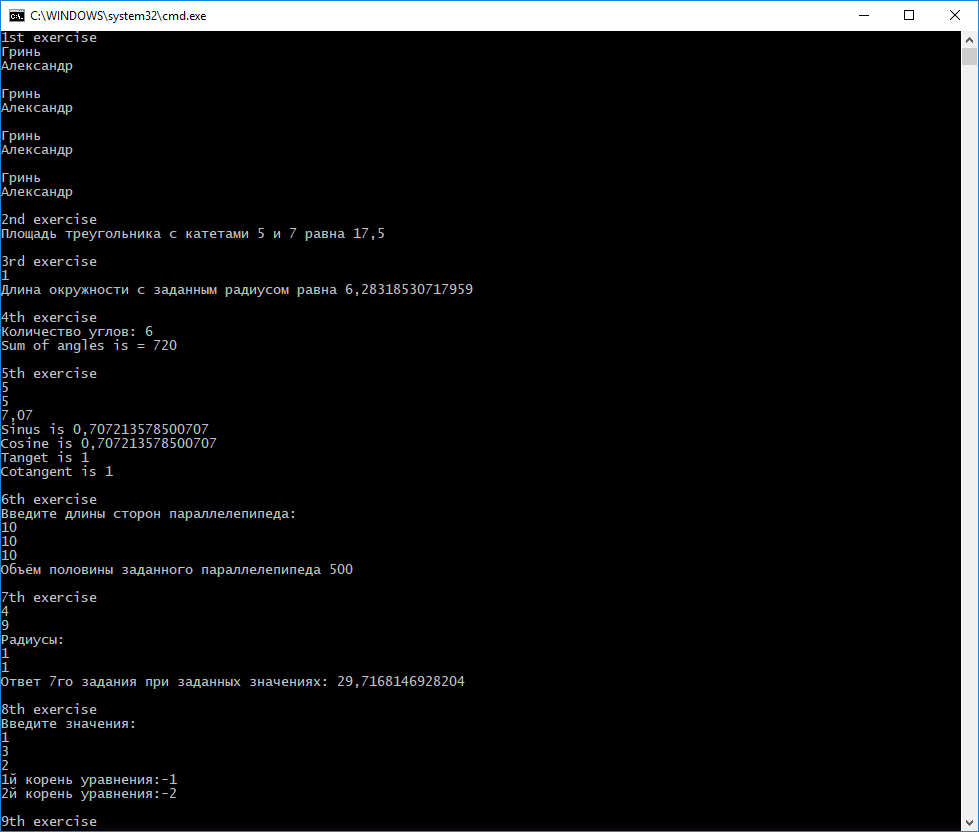 C:\WINDOWS\system32\cmd.exe
1st exercise
Гринь
Александр
Гринь
Александр
Гринь
Александр
Гринь
Александр
2nd exercise
Площадь треугольника с катетами 5 и 7 равна 17,5
3rd exercise
1
Длина окружности с заданным радиусом равна 6,28318530717959
4th exercise
Количество углов: 6
Sum of angles is = 720
5th exercise
5
5
7,07
Sinus is 0,707213578500707
Cosine is 0,707213578500707
Tanget is 1
Cotangent is 1
6th exercise
Введите длины сторон параллелепипеда:
10
10
10
Объём половины заданного параллелепипеда 500
7th exercise
4
9
Радиусы:
1
1
Ответ 7го задания при заданных значениях: 29,7168146928204
8th exercise
Введите значения:
1
3
2
1й корень уравнения:-1
2й корень уравнения:-2
9th exercise